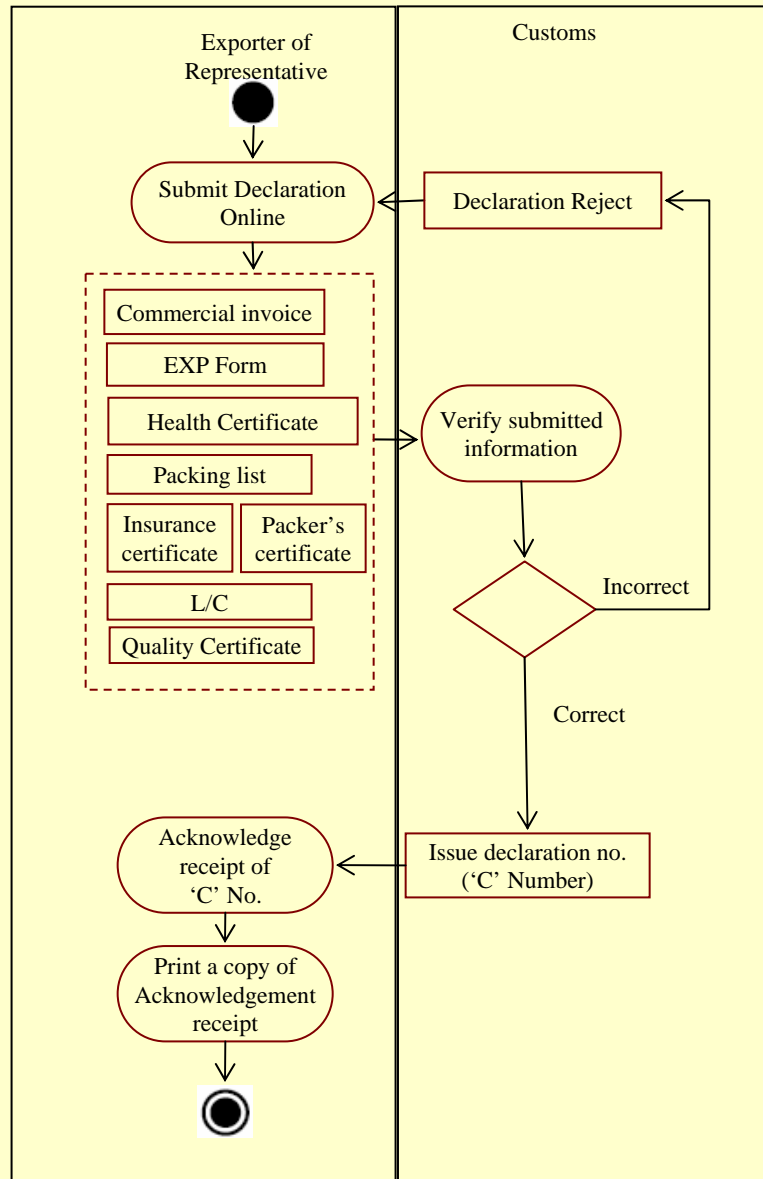 Exporter of
Representative
Customs
Submit Declaration
Online
Declaration Reject
Commercial invoice
EXP Form
Health Certificate
Packing list
Insurance
certificate
Packer’s
certificate
L/C
Quality Certificate
Verify submitted
information
Incorrect
Correct
Issue declaration no.
(‘C’ Number)
Acknowledge
receipt of
‘C’ No.
Print a copy of
Acknowledgement
receipt